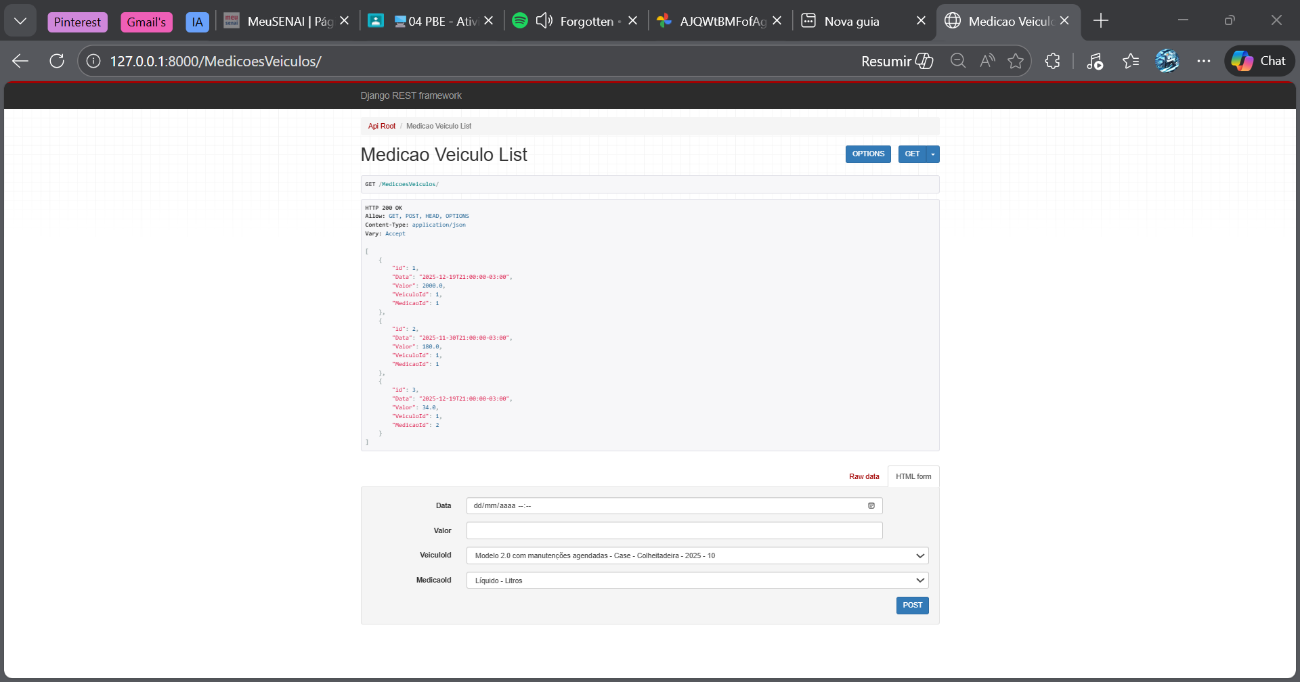 Pinterest
Gmail's
IA
MeuSENAI | Pág
04 PBE - Ativ
Forgotten •
AJQWtBMFofAg
Nova guia
Medicao Veicul
127.0.0.1:8000/MedicoesVeiculos/
Resumir
Chat
Django REST framework
Api Root / Medicao Veiculo List
Medicao Veiculo List
OPTIONS
GET
GET /MedicoesVeiculos/
HTTP 200 OK
Allow: GET, POST, HEAD, OPTIONS
Content-Type: application/json
Vary: Accept
[
{
"id": 1,
"Data": "2025-12-19T21:00:00-03:00",
"Valor": 2000.0,
"VeiculoId": 1,
"MedicaoId": 1
},
{
"id": 2,
"Data": "2025-11-30T21:00:00-03:00",
"Valor": 180.0,
"VeiculoId": 1,
"MedicaoId": 1
},
{
"id": 3,
"Data": "2025-12-19T21:00:00-03:00",
"Valor": 34.0,
"VeiculoId": 1,
"MedicaoId": 2
}
]
Raw data
HTML form
Data
dd/mm/aaaa --:--
Valor
VeiculoId
Modelo 2.0 com manutenções agendadas - Case - Colheitadeira - 2025 - 10
MedicaoId
Líquido - Litros
POST